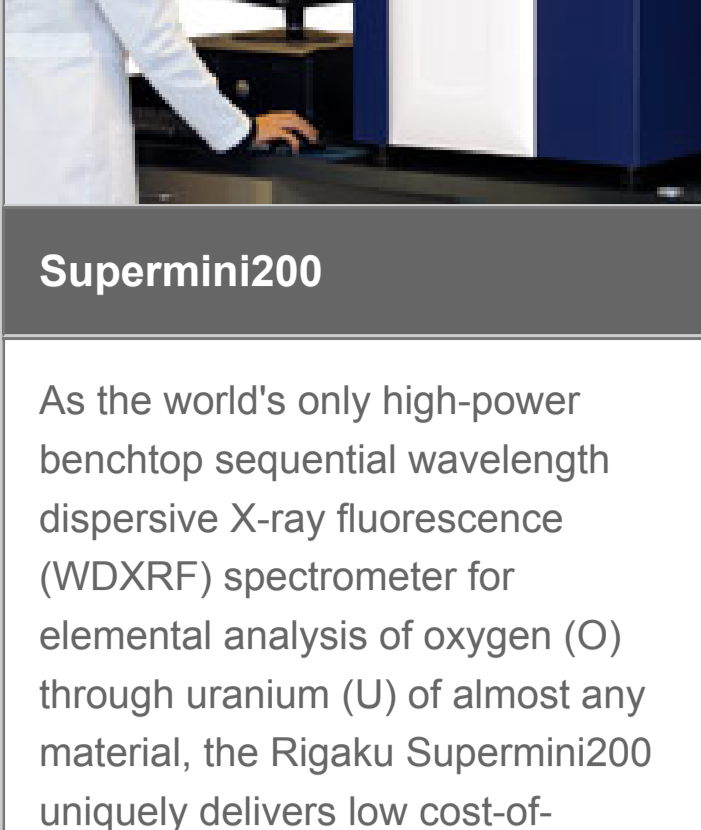 Supermini200
As the world's only high-power
benchtop sequential wavelength
dispersive X-ray fluorescence
(WDXRF) spectrometer for
elemental analysis of oxygen (O)
through uranium (U) of almost any
material, the Rigaku Supermini200
uniquely delivers low cost-of-